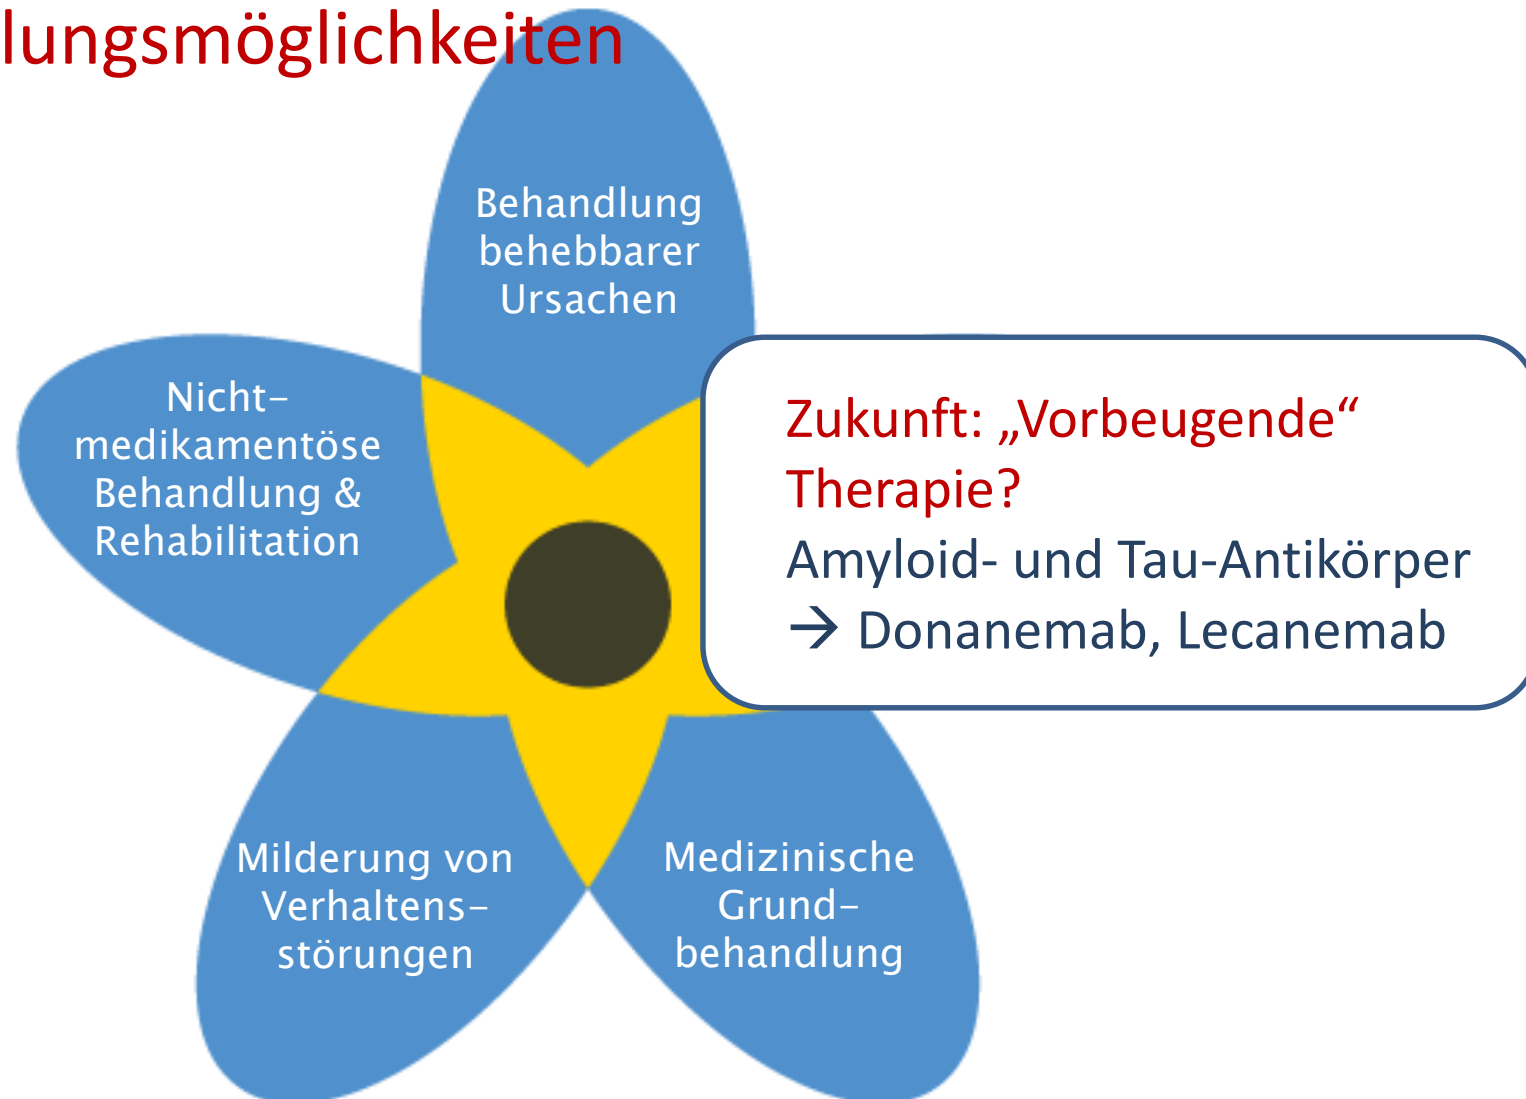 lungsmöglichkeiten
Behandlung
behebbarer
Ursachen
Nicht-
medikamentöse
Behandlung &
Rehabilitation
Zukunft: „Vorbeugende“
Therapie?
Amyloid- und Tau-Antikörper
→ Donanemab, Lecanemab
Milderung von
Verhaltens-
störungen
Medizinische
Grund-
behandlung